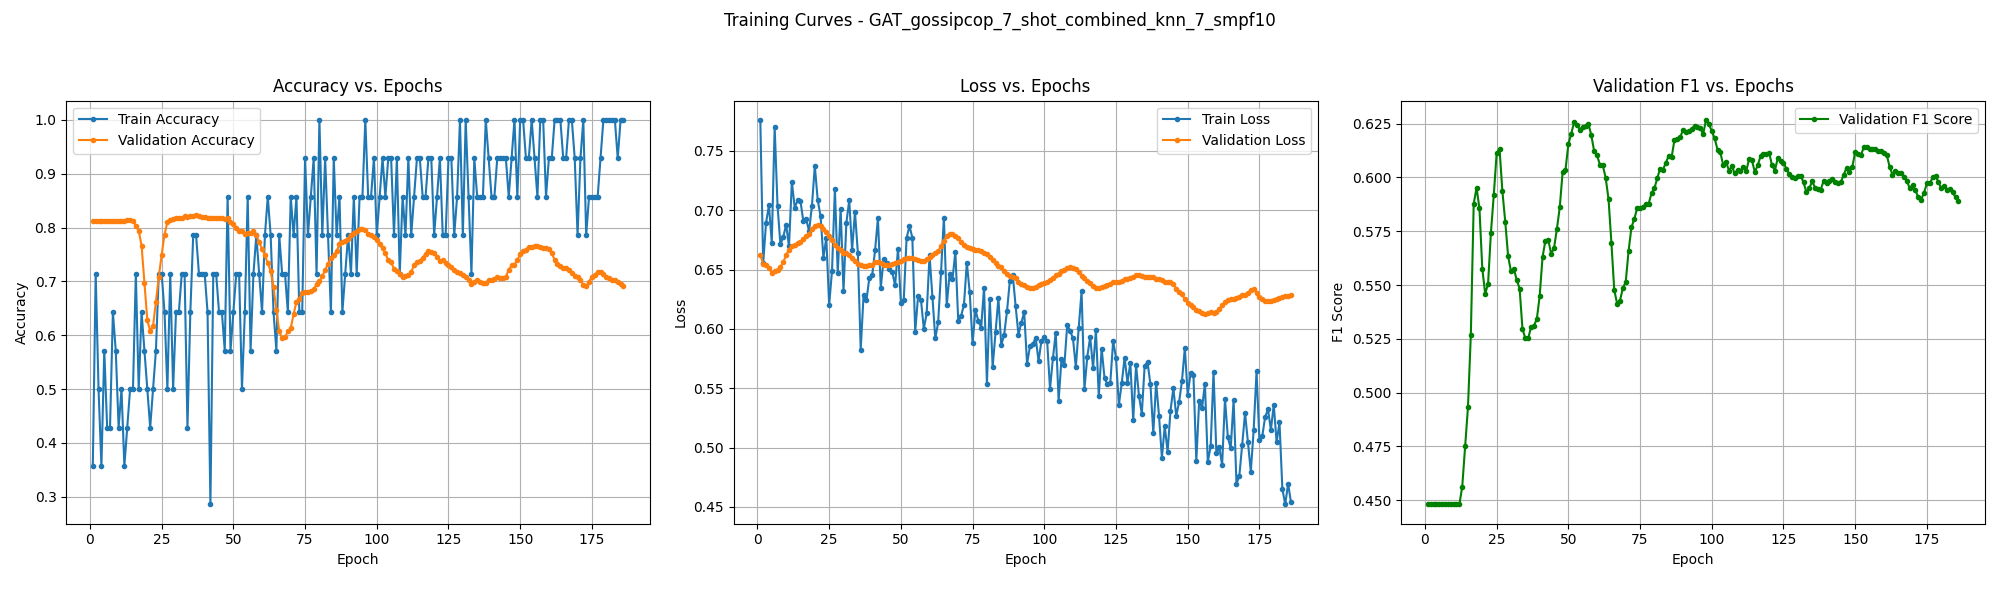 Training Curves - GAT_gossipcop_7_shot_combined_knn_7_smpf10
Accuracy vs. Epochs
Train Accuracy
Validation Accuracy
1.0
0.9
0.8
0.7
0.6
0.5
0.4
0.3
Accuracy
0 25 50 75 100 125 150 175
Epoch
Loss vs. Epochs
Train Loss
Validation Loss
0.75
0.70
0.65
0.60
0.55
0.50
0.45
Loss
0 25 50 75 100 125 150 175
Epoch
Validation F1 vs. Epochs
Validation F1 Score
0.625
0.600
0.575
0.550
0.525
0.500
0.475
0.450
F1 Score
0 25 50 75 100 125 150 175
Epoch